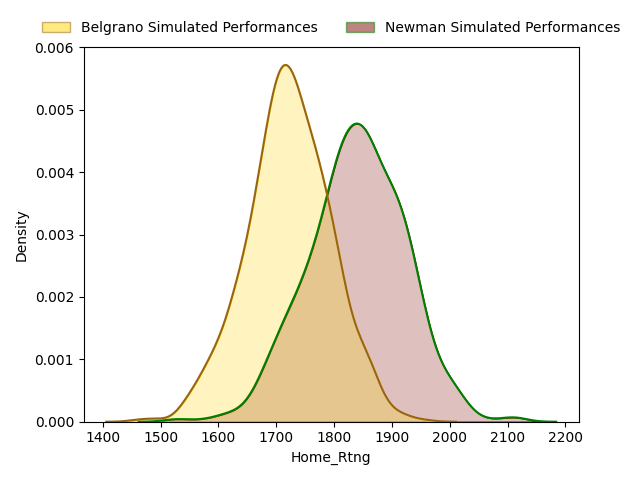 Belgrano Simulated Performances
Newman Simulated Performances
0.006
0.005
0.004
0.003
0.002
0.001
0.000
Density
1400 1500 1600 1700 1800 1900 2000 2100 2200
Home_Rtng